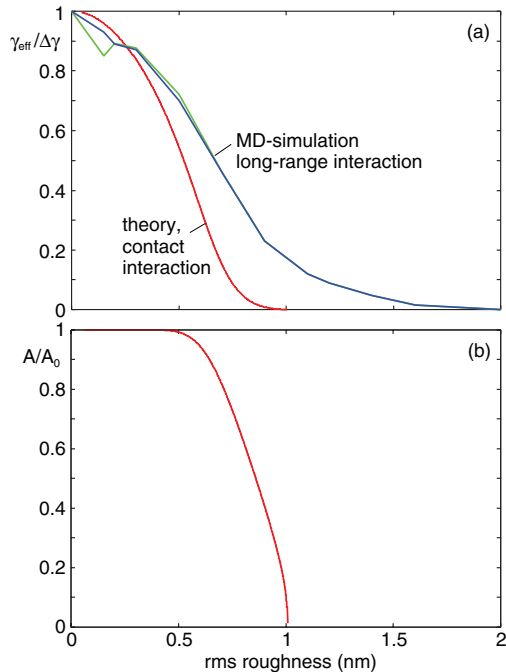 γeff/Δγ
(a)
1
0.8
0.6
0.4
0.2
0
MD-simulation
long-range interaction
theory,
contact
interaction
A/A0
(b)
1
0.8
0.6
0.4
0.2
0
0 0.5 1 1.5 2
rms roughness (nm)